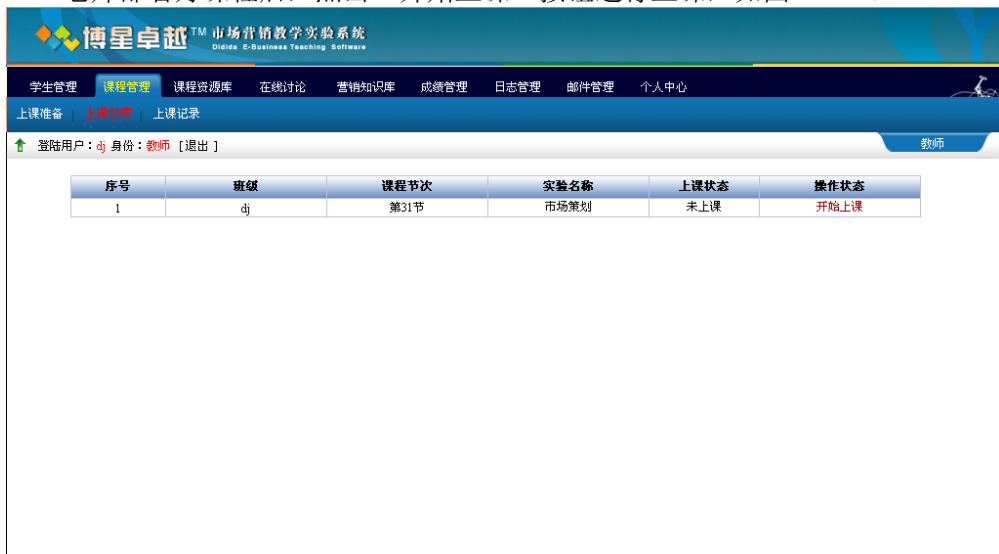 博星卓越™ 市场营销教学实验系统
Didida E-Business Teaching Software
学生管理 课程管理 课程资源库 在线讨论 营销知识库 成绩管理 日志管理 邮件管理 个人中心
上课准备 | 上课管理 | 上课记录
登陆用户：dj 身份：教师 [退出 ] 教师
序号 班级 课程节次 实验名称 上课状态 操作状态
1 dj 第31节 市场策划 未上课 开始上课